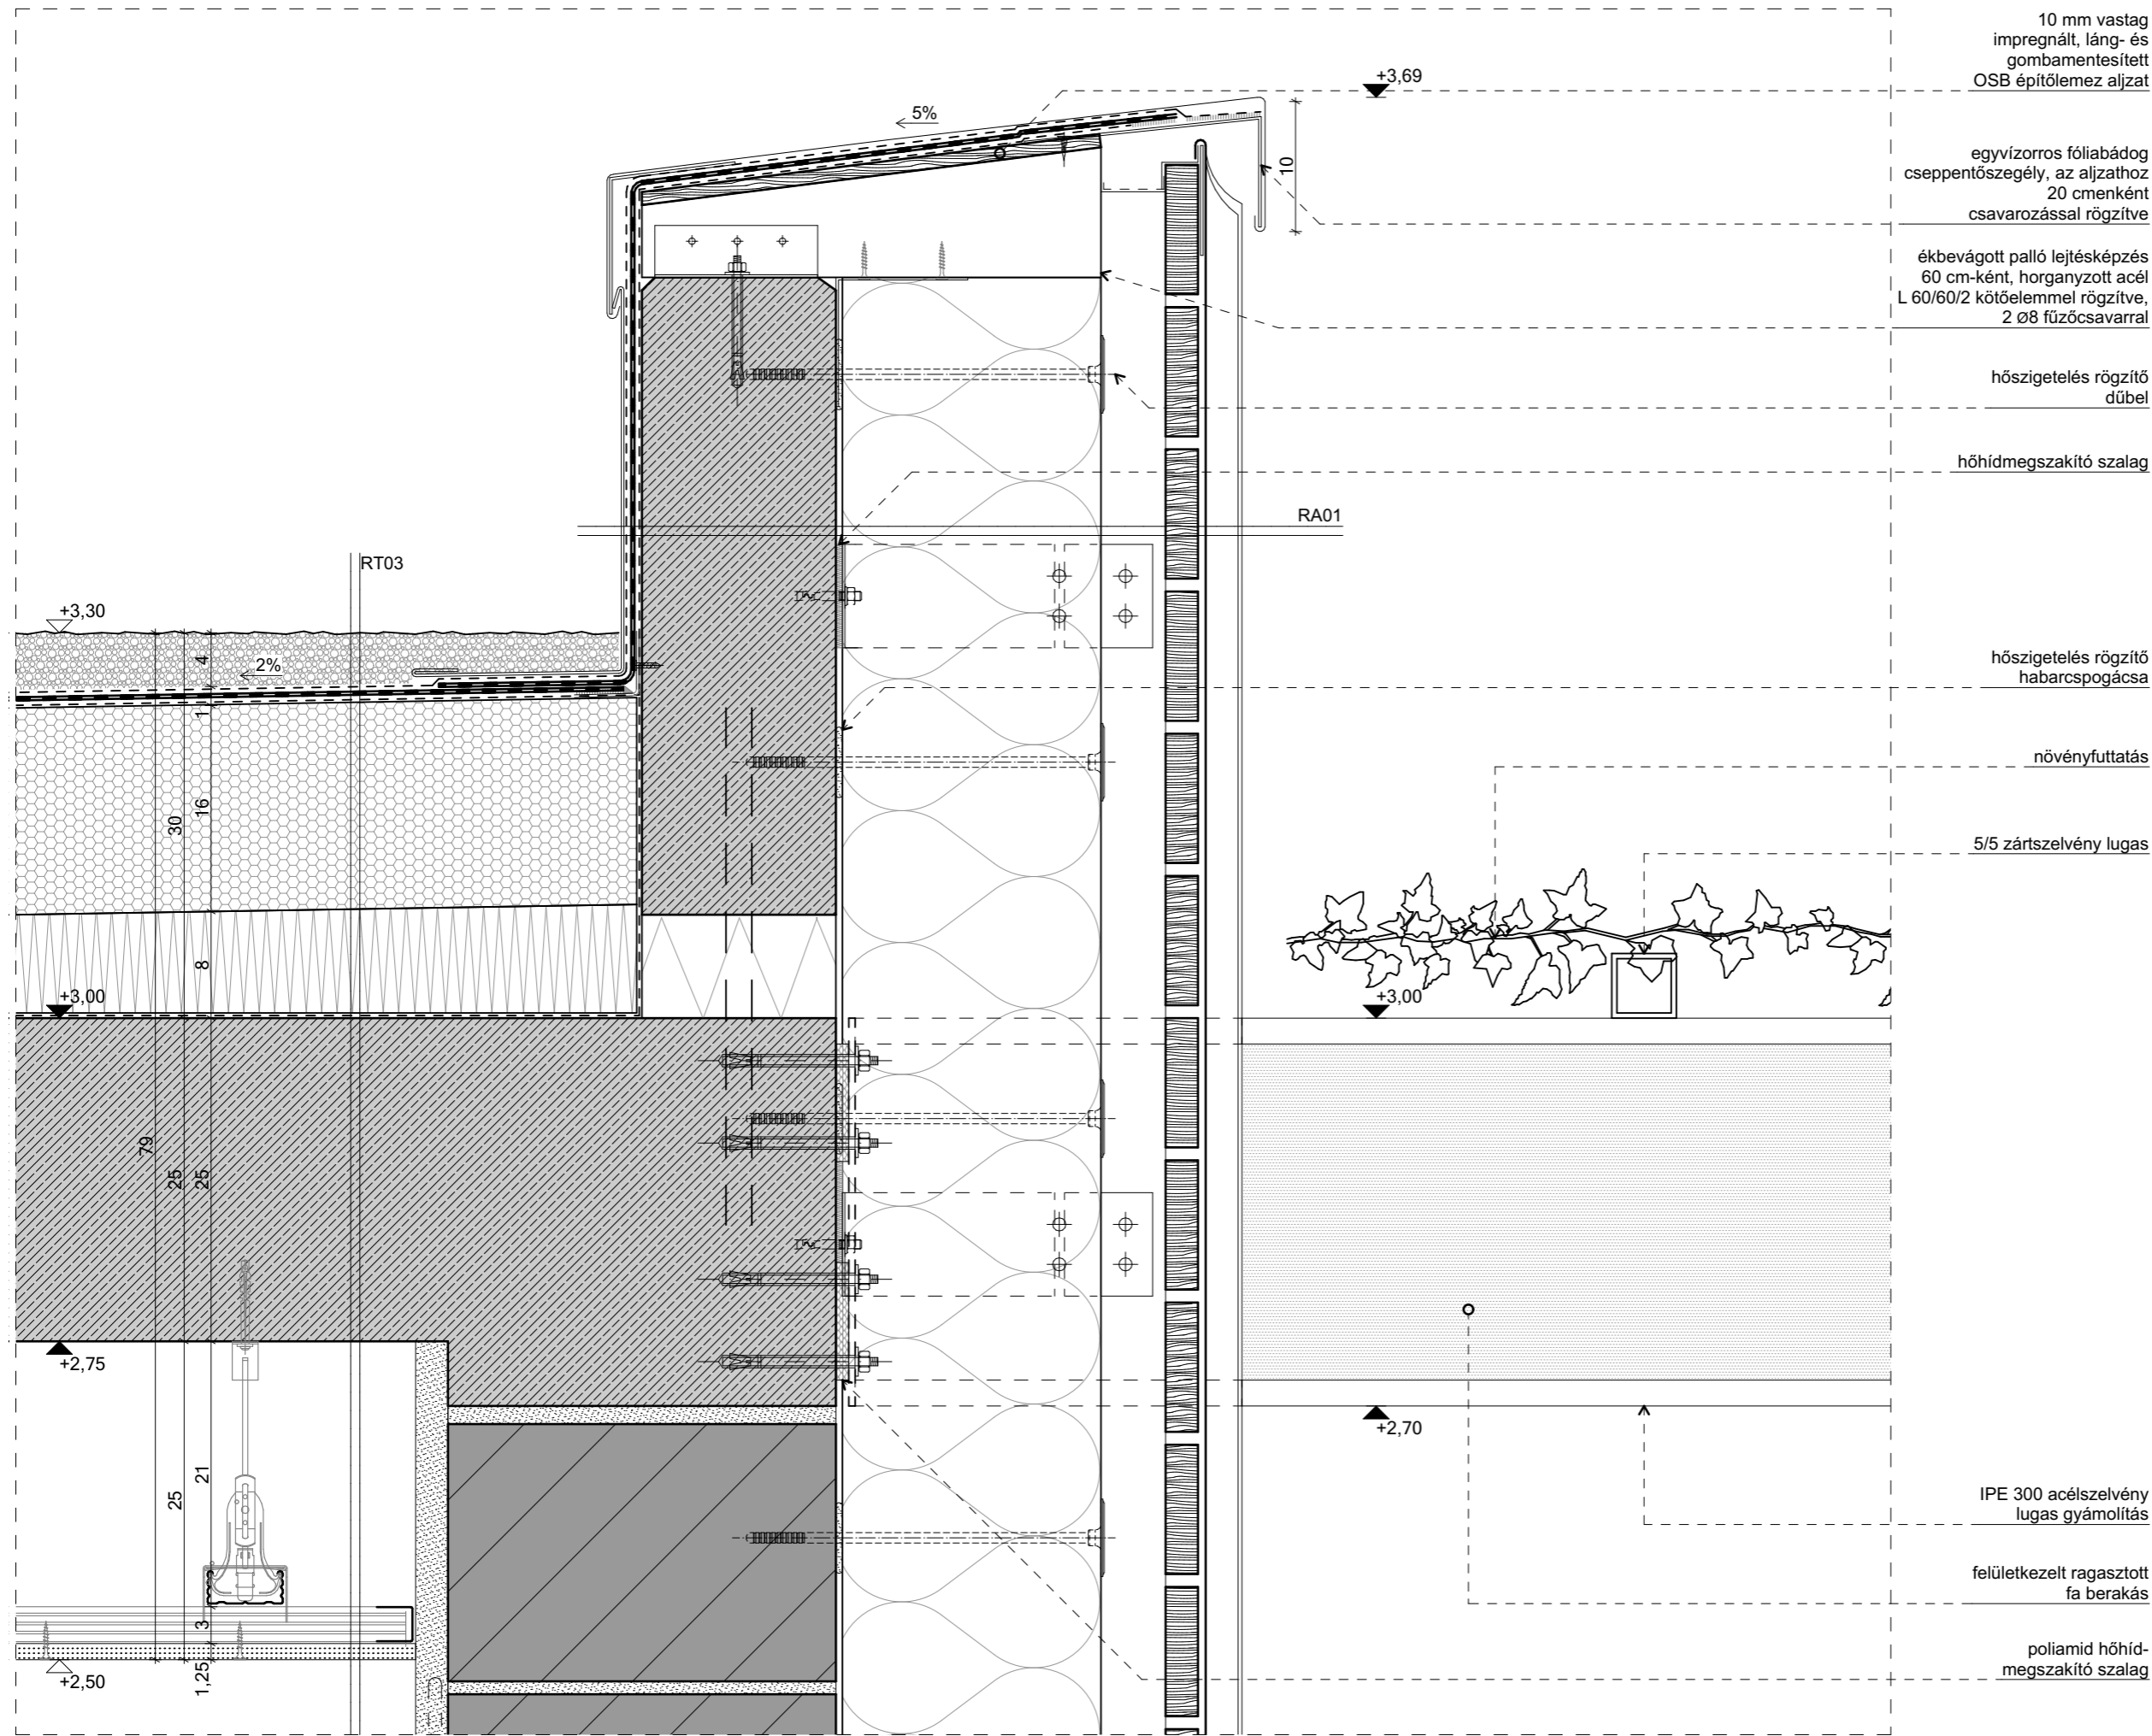 10 mm vastag
impregnált, láng- és
gombamentesített
OSB építőlemez aljzat
+3,69
5%
10
egyvízorros fóliabádog
cseppentőszegély, az aljzathoz
20 cmenként
csavarozással rögzítve
ékbevágott palló lejtésképzés
60 cm-ként, horganyzott acél
L 60/60/2 kötőelemmel rögzítve,
2 Ø8 fűzőcsavarral
hőszigetelés rögzítő
dűbel
hőhídmegszakító szalag
RA01
RT03
+3,30
4
2%
1
hőszigetelés rögzítő
habarcspogácsa
növényfuttatás
30
16
5/5 zártszelvény lugas
8
+3,00
+3,00
79
25
25
+2,75
+2,70
21
25
IPE 300 acélszelvény
lugas gyámolítás
felületkezelt ragasztott
fa berakás
3
poliamid hőhíd-
megszakító szalag
+2,50
1,25